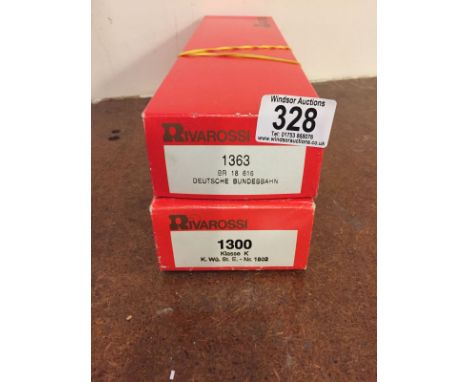 Windsor Auctions
328
Tel: 01753 858078
www.windsorauctions.co.uk
RIVAROSSI
1363
BR 18 616
DEUTSCHE BUNDESBAHN
RIVAROSSI
1300
Klasse K
K. Wü. St. E. - Nr. 1802